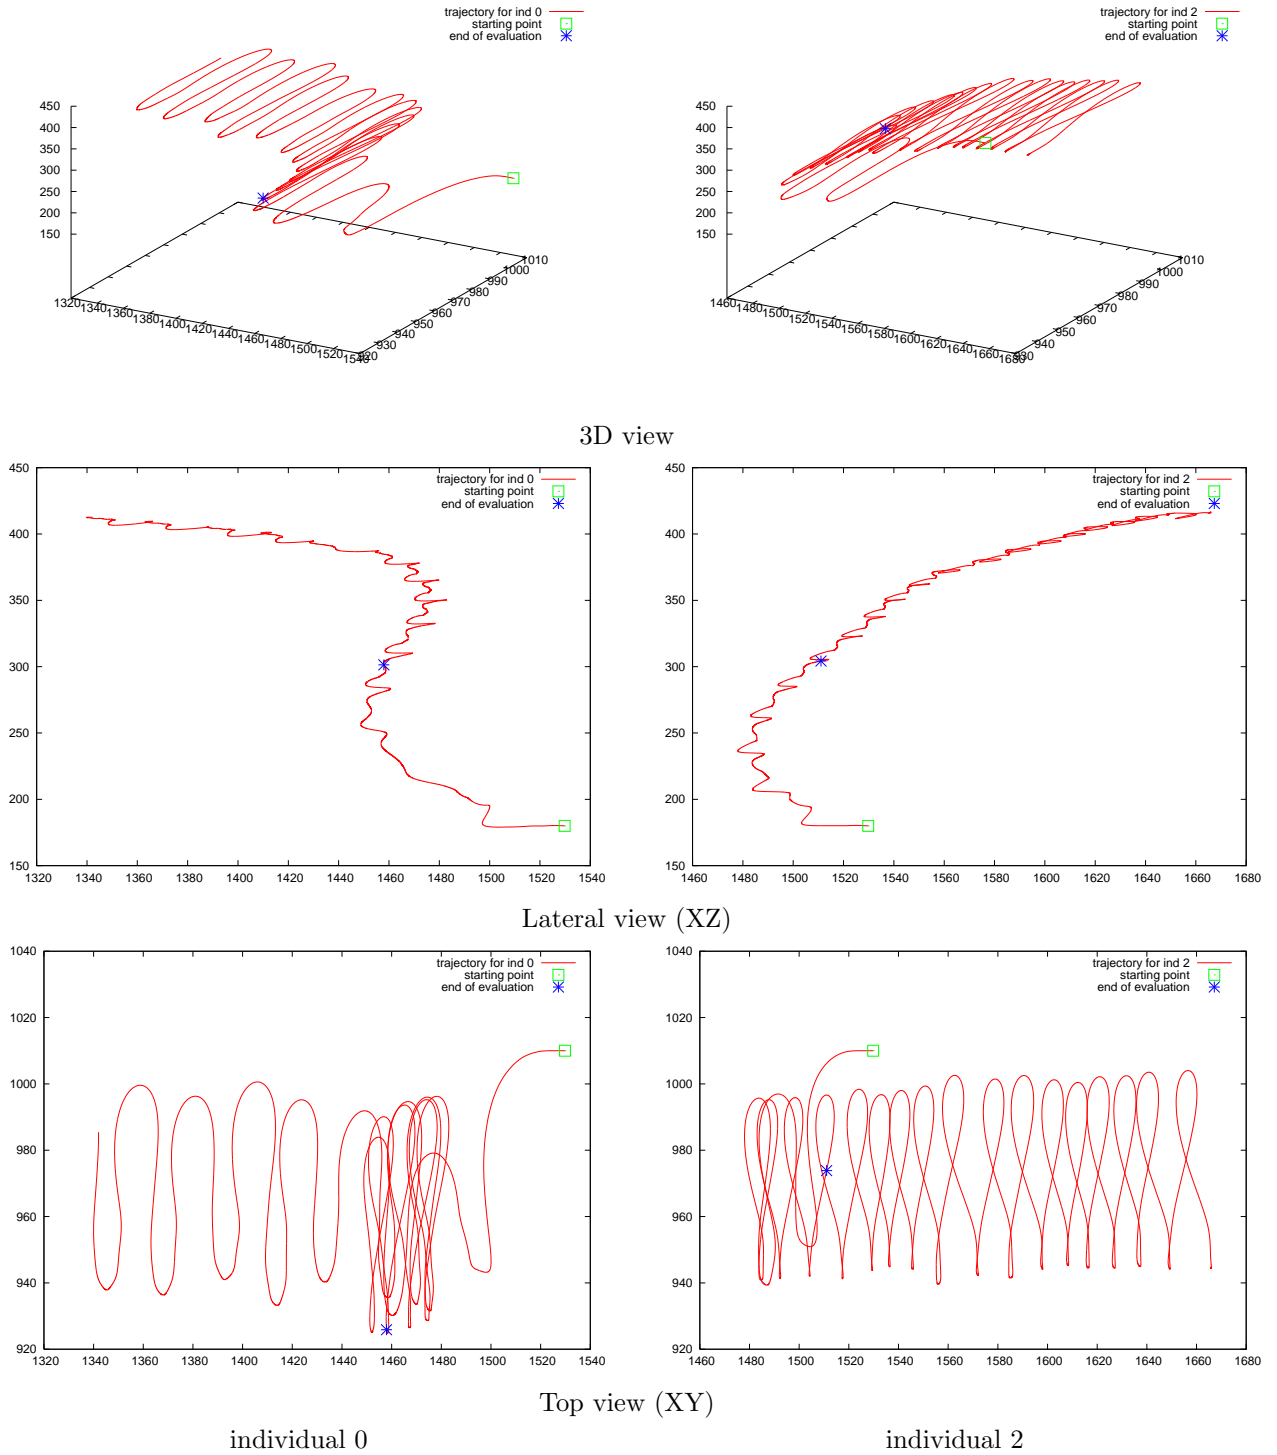 trajectory for ind 0
starting point
end of evaluation
450
400
350
300
250
200
150
1320 1340 1360 1380 1400 1420 1440 1460 1480 1500 1520 1540
920 930 940 950 960 970 980 990 1000 1010
trajectory for ind 2
starting point
end of evaluation
450
400
350
300
250
200
150
1460 1480 1500 1520 1540 1560 1580 1600 1620 1640 1660 1680
930 940 950 960 970 980 990 1000 1010
3D view
trajectory for ind 0
starting point
end of evaluation
450
400
350
300
250
200
150
1320 1340 1360 1380 1400 1420 1440 1460 1480 1500 1520 1540
trajectory for ind 2
starting point
end of evaluation
450
400
350
300
250
200
150
1460 1480 1500 1520 1540 1560 1580 1600 1620 1640 1660 1680
Lateral view (XZ)
trajectory for ind 0
starting point
end of evaluation
1040
1020
1000
980
960
940
920
1320 1340 1360 1380 1400 1420 1440 1460 1480 1500 1520 1540
trajectory for ind 2
starting point
end of evaluation
1040
1020
1000
980
960
940
920
1460 1480 1500 1520 1540 1560 1580 1600 1620 1640 1660 1680
Top view (XY)
individual 0 individual 2